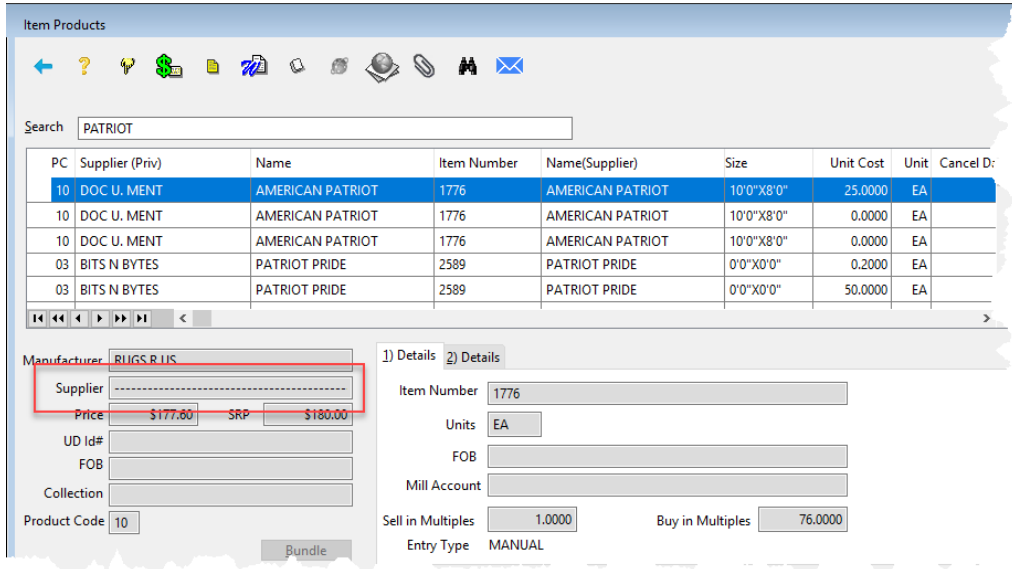 Item Products
Search PATRIOT
PC Supplier (Priv) Name Item Number Name(Supplier) Size Unit Cost Unit Cancel Da
10 DOC U. MENT AMERICAN PATRIOT 1776 AMERICAN PATRIOT 10'0"X8'0" 25.0000 EA
10 DOC U. MENT AMERICAN PATRIOT 1776 AMERICAN PATRIOT 10'0"X8'0" 0.0000 EA
10 DOC U. MENT AMERICAN PATRIOT 1776 AMERICAN PATRIOT 10'0"X8'0" 0.0000 EA
03 BITS N BYTES PATRIOT PRIDE 2589 PATRIOT PRIDE 0'0"X0'0" 0.2000 EA
03 BITS N BYTES PATRIOT PRIDE 2589 PATRIOT PRIDE 0'0"X0'0" 50.0000 EA
Manufacturer RUGS R US
Supplier ------------------------------------------
Price $177.60 SRP $180.00
UD Id#
FOB
Collection
Product Code 10
Bundle
1) Details 2) Details
Item Number 1776
Units EA
FOB
Mill Account
Sell in Multiples 1.0000 Buy in Multiples 76.0000
Entry Type MANUAL